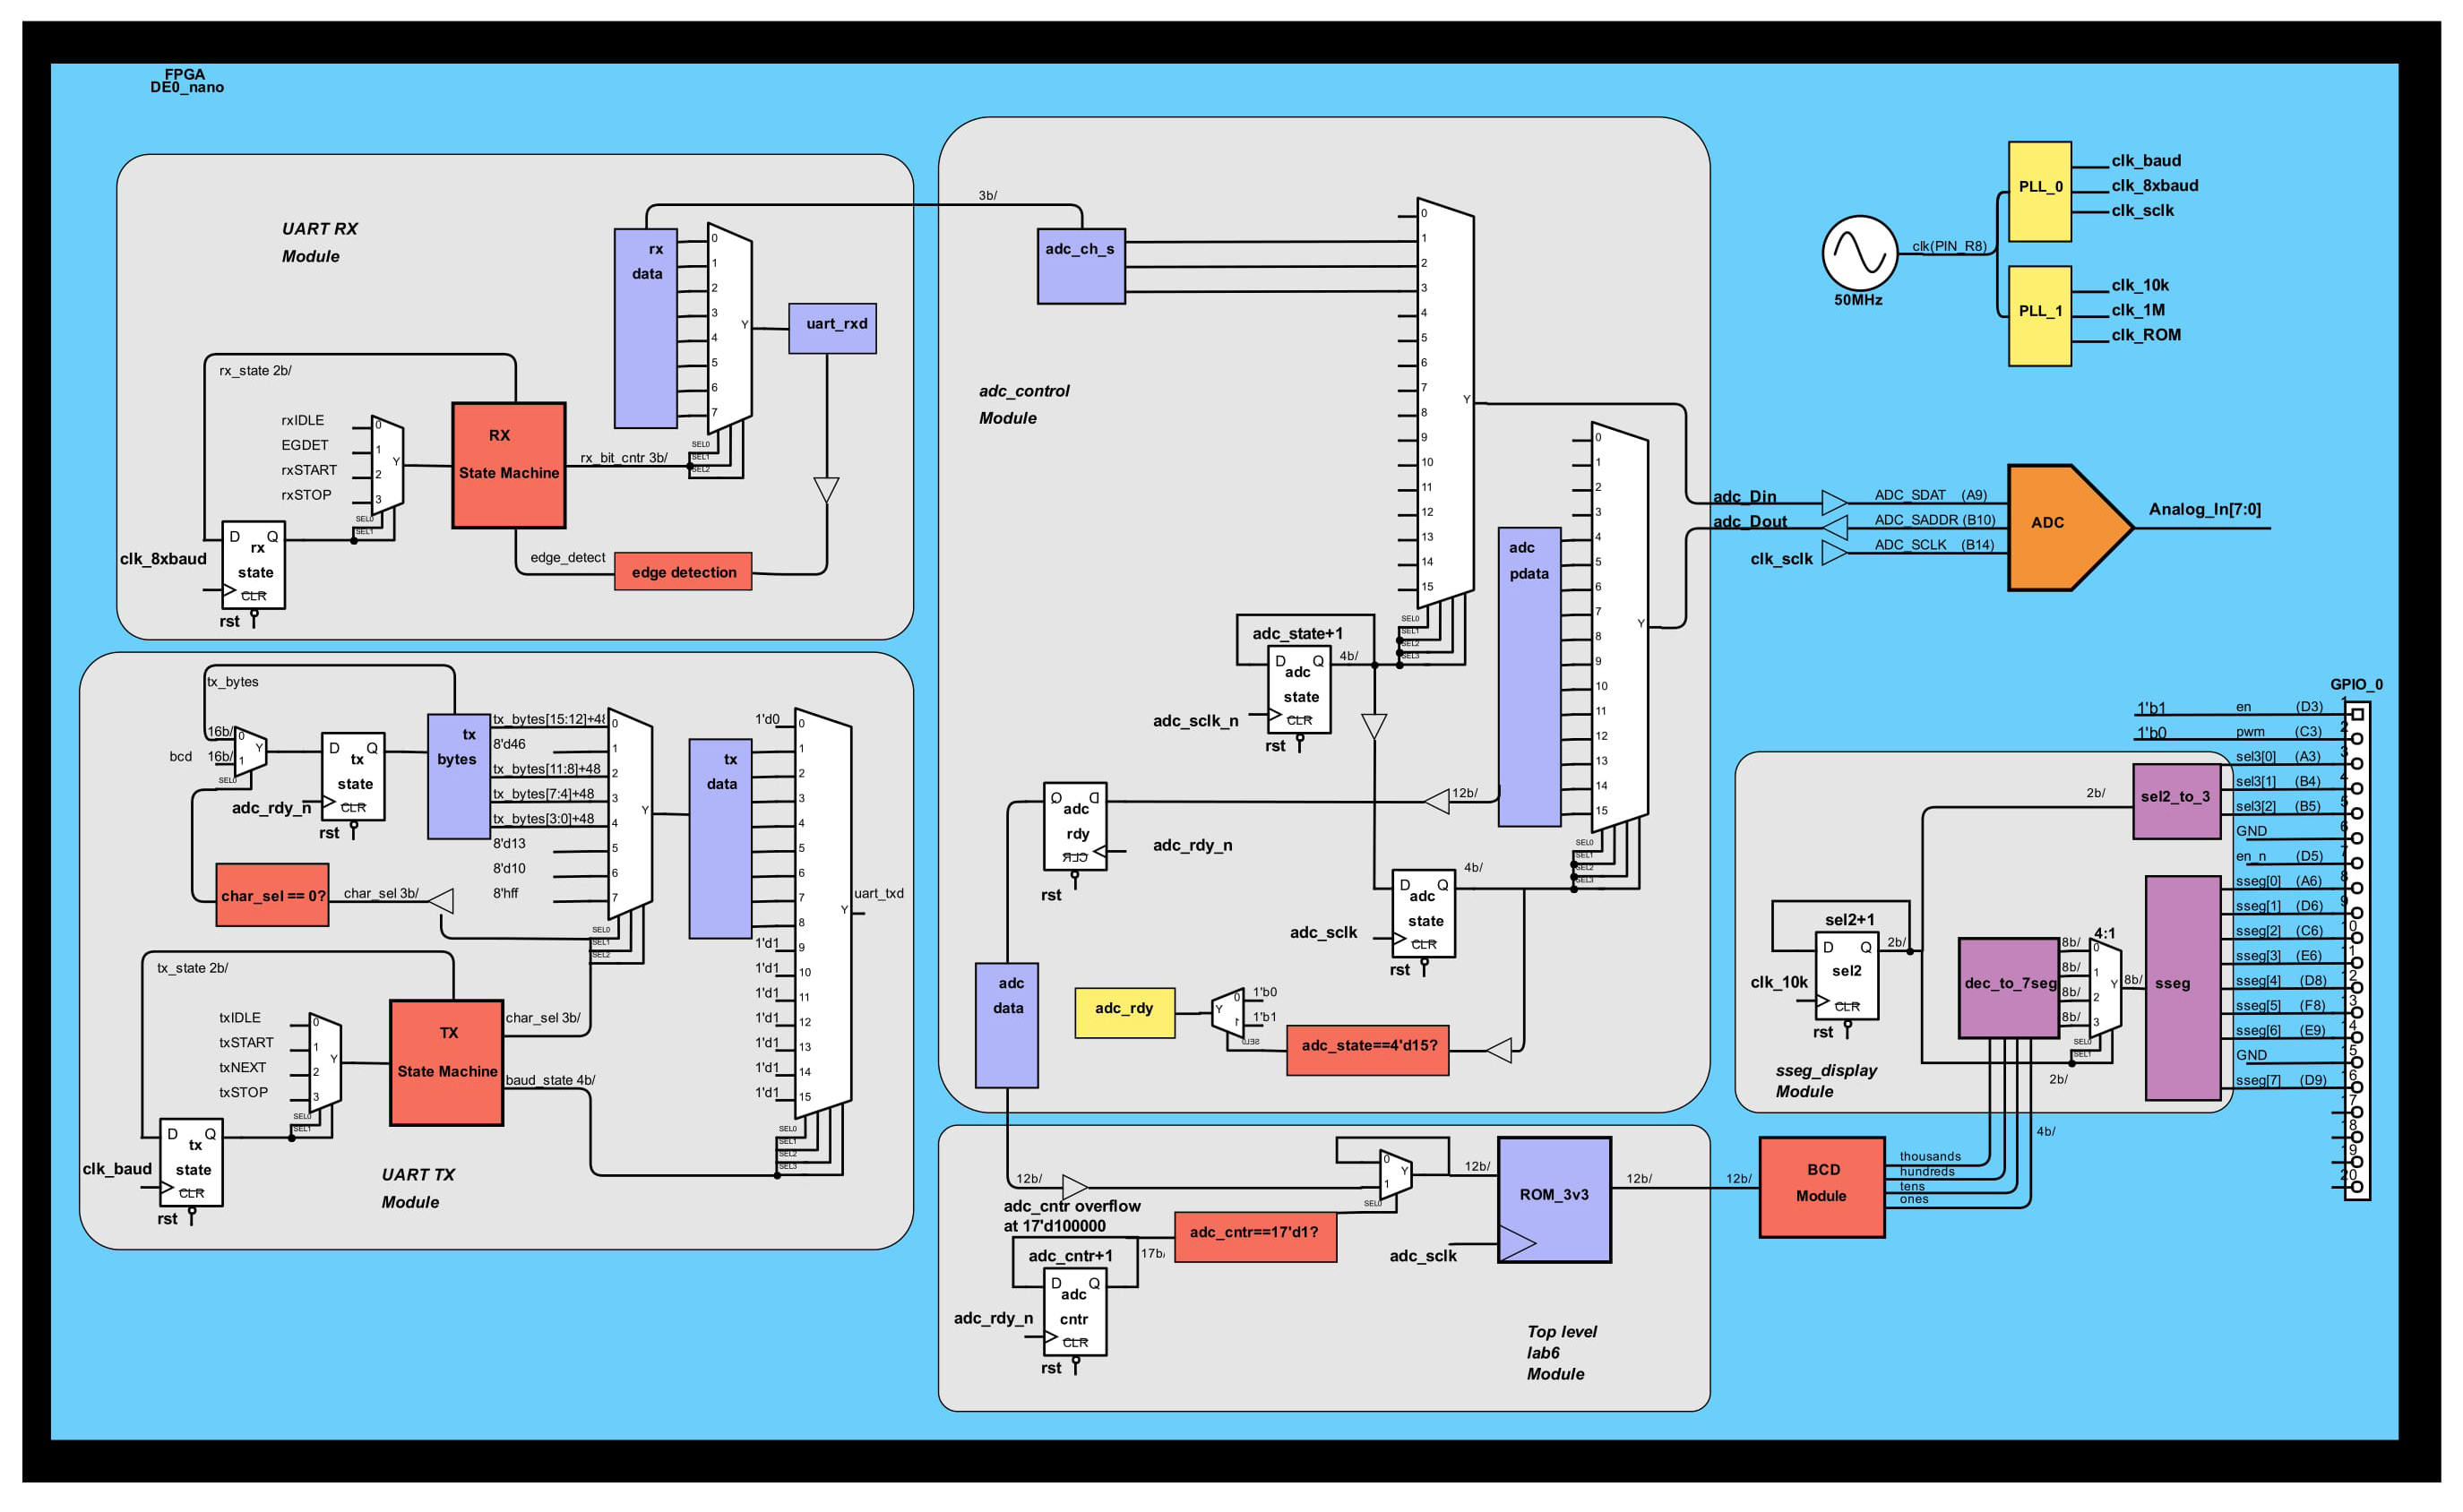 FPGA
DE0_nano
UART RX
Module
rx
data
0
1
2
3
4
5
6
7
Y
SEL0
SEL1
SEL2
uart_rxd
rx_state 2b/
rxIDLE
EGDET
rxSTART
rxSTOP
0
1
2
3
Y
SEL0
SEL1
RX
State Machine
rx_bit_cntr 3b/
edge_detect
edge detection
D Q
rx
state
CLR
clk_8xbaud
rst
tx_bytes
16b/
bcd 16b/
0
1
Y
SEL0
D Q
tx
state
CLR
adc_rdy_n
rst
tx
bytes
tx_bytes[15:12]+48
8'd46
tx_bytes[11:8]+48
tx_bytes[7:4]+48
tx_bytes[3:0]+48
8'd13
8'd10
8'hff
0
1
2
3
4
5
6
7
Y
SEL0
SEL1
SEL2
char_sel == 0?
char_sel 3b/
tx
data
1'd0
1'd1
1'd1
1'd1
1'd1
1'd1
1'd1
1'd1
0
1
2
3
4
5
6
7
8
9
10
11
12
13
14
15
Y
SEL0
SEL1
SEL2
SEL3
uart_txd
tx_state 2b/
txIDLE
txSTART
txNEXT
txSTOP
0
1
2
3
Y
SEL0
SEL1
TX
State Machine
char_sel 3b/
baud_state 4b/
D Q
tx
state
CLR
clk_baud
rst
UART TX
Module
3b/
adc_ch_s
adc_control
Module
0
1
2
3
4
5
6
7
8
9
10
11
12
13
14
15
Y
SEL0
SEL1
SEL2
SEL3
adc_state+1
D Q
adc
state
CLR
4b/
adc_sclk_n
rst
adc
pdata
0
1
2
3
4
5
6
7
8
9
10
11
12
13
14
15
Y
SEL0
SEL1
SEL2
SEL3
12b/
D Q
adc
rdy
CLR
adc_rdy_n
rst
D Q
adc
state
CLR
4b/
adc_sclk
rst
adc
data
adc_rdy
0
1
Y
SEL0
1'b0
1'b1
adc_state==4'd15?
12b/
adc_cntr overflow
at 17'd100000
adc_cntr+1
17b/
D Q
adc
cntr
CLR
adc_rdy_n
rst
adc_cntr==17'd1?
0
1
Y
SEL0
12b/
ROM_3v3
adc_sclk
12b/
Top level
lab6
Module
50MHz
clk(PIN_R8)
PLL_0
clk_baud
clk_8xbaud
clk_sclk
PLL_1
clk_10k
clk_1M
clk_ROM
adc_Din
adc_Dout
clk_sclk
ADC_SDAT (A9)
ADC_SADDR (B10)
ADC_SCLK (B14)
ADC
Analog_In[7:0]
12b/
BCD
Module
thousands
hundreds
tens
ones
4b/
sel2+1
D Q
sel2
CLR
2b/
clk_10k
rst
sseg_display
Module
2b/
sel2_to_3
dec_to_7seg
8b/
8b/
8b/
8b/
4:1
0
1
2
3
Y
SEL0
SEL1
8b/
2b/
sseg
GPIO_0
1'b1 en (D3) 1
1'b0 pwm (C3) 2
sel3[0] (A3) 3
sel3[1] (B4) 4
sel3[2] (B5) 5
GND 6
en_n (D5) 7
sseg[0] (A6) 8
sseg[1] (D6) 9
sseg[2] (C6) 10
sseg[3] (E6) 11
sseg[4] (D8) 12
sseg[5] (F8) 13
sseg[6] (E9) 14
GND 15
sseg[7] (D9) 16
17
18
19
20